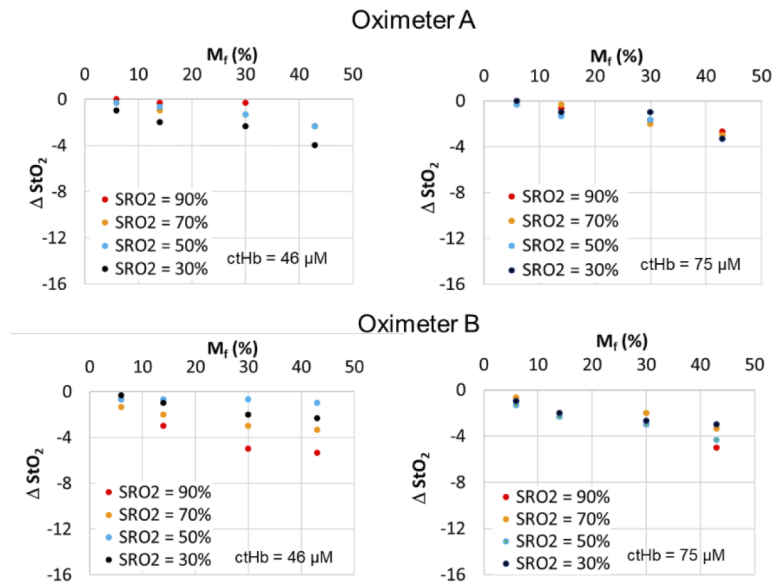 Oximeter A
M_f (%)
0 10 20 30 40 50
0
-4
-8
-12
-16
Δ StO₂
SRO2 = 90%
SRO2 = 70%
SRO2 = 50%
SRO2 = 30%
ctHb = 46 μM
M_f (%)
0 10 20 30 40 50
0
-4
-8
-12
-16
Δ StO₂
SRO2 = 90%
SRO2 = 70%
SRO2 = 50%
SRO2 = 30%
ctHb = 75 μM
Oximeter B
M_f (%)
0 10 20 30 40 50
0
-4
-8
-12
-16
Δ StO₂
SRO2 = 90%
SRO2 = 70%
SRO2 = 50%
SRO2 = 30%
ctHb = 46 μM
M_f (%)
0 10 20 30 40 50
0
-4
-8
-12
-16
Δ StO₂
SRO2 = 90%
SRO2 = 70%
SRO2 = 50%
SRO2 = 30%
ctHb = 75 μM